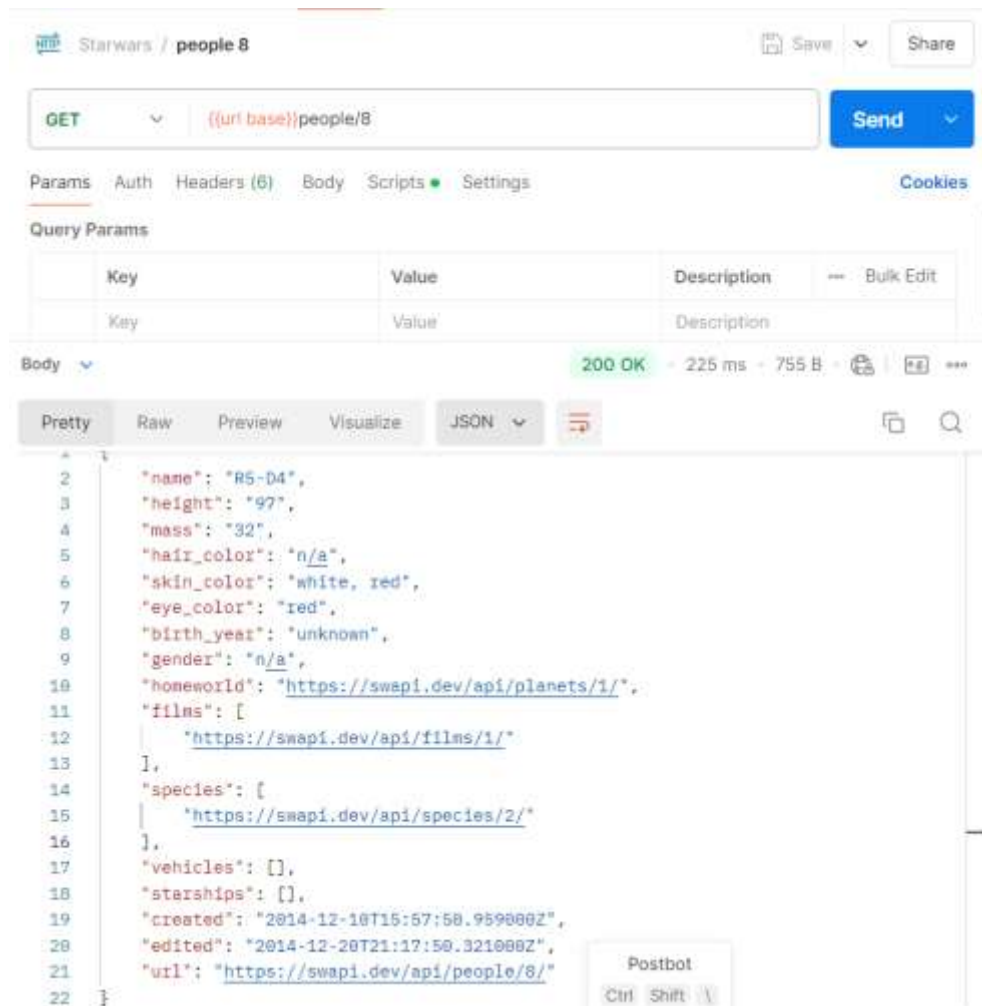 HTTP Starwars / people 8 Save Share
GET {{url base}}people/8 Send
Params Auth Headers (6) Body Scripts Settings Cookies
Query Params
Key Value Description Bulk Edit
Key Value Description
Body 200 OK 225 ms 755 B
Pretty Raw Preview Visualize JSON
1 {
2 "name": "R5-D4",
3 "height": "97",
4 "mass": "32",
5 "hair_color": "n/a",
6 "skin_color": "white, red",
7 "eye_color": "red",
8 "birth_year": "unknown",
9 "gender": "n/a",
10 "homeworld": "https://swapi.dev/api/planets/1/",
11 "films": [
12 "https://swapi.dev/api/films/1/"
13 ],
14 "species": [
15 "https://swapi.dev/api/species/2/"
16 ],
17 "vehicles": [],
18 "starships": [],
19 "created": "2014-12-10T15:57:50.959000Z",
20 "edited": "2014-12-20T21:17:50.321000Z",
21 "url": "https://swapi.dev/api/people/8/"
22 }
Postbot
Ctrl Shift \